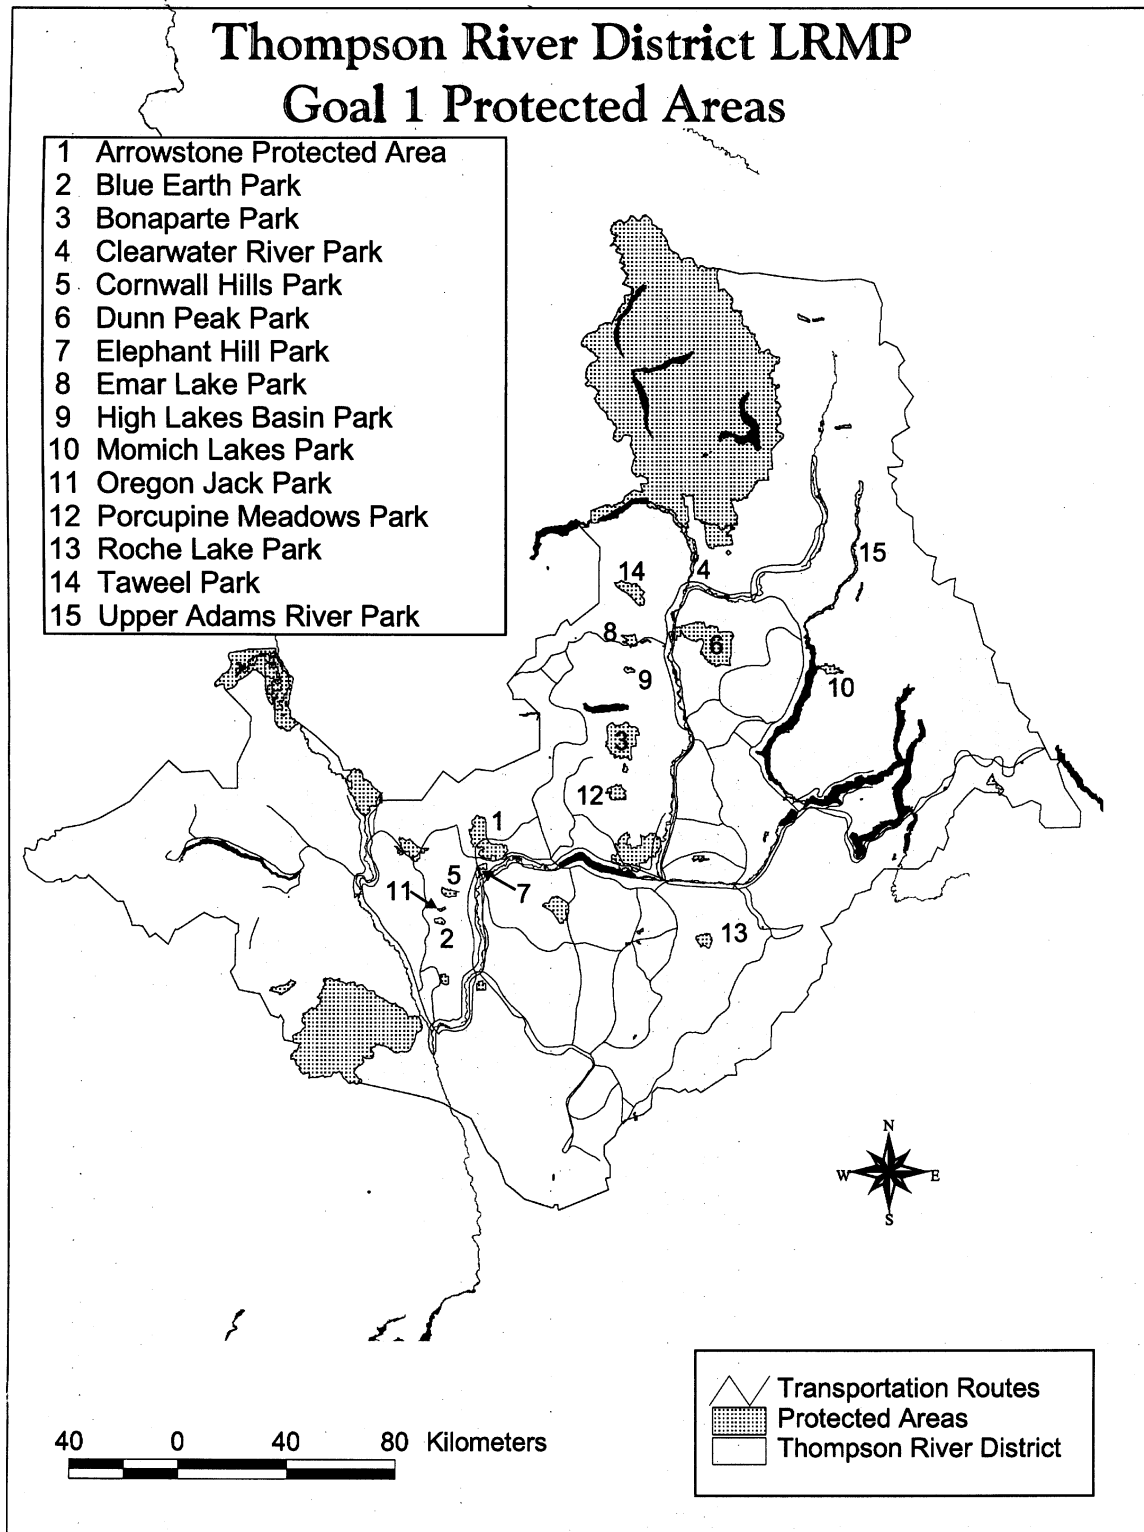 Thompson River District LRMP
Goal 1 Protected Areas
1 Arrowstone Protected Area
2 Blue Earth Park
3 Bonaparte Park
4 Clearwater River Park
5 Cornwall Hills Park
6 Dunn Peak Park
7 Elephant Hill Park
8 Emar Lake Park
9 High Lakes Basin Park
10 Momich Lakes Park
11 Oregon Jack Park
12 Porcupine Meadows Park
13 Roche Lake Park
14 Taweel Park
15 Upper Adams River Park
15
14
4
8
6
9
10
3
12
1
5
11
7
2
13
N
W
E
S
Transportation Routes
Protected Areas
Thompson River District
40 0 40 80 Kilometers